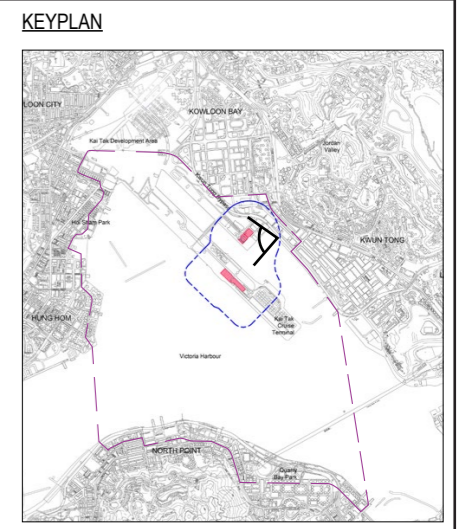 KEYPLAN
LOON CITY
KOWLOON BAY
Kai Tak Development Area
Jordan
Valley
Hoi Sham Park
KWUN TONG
HUNG HOM
Kai Tak
Cruise
Terminal
Victoria Harbour
NORTH POINT
Quarry
Bay Park